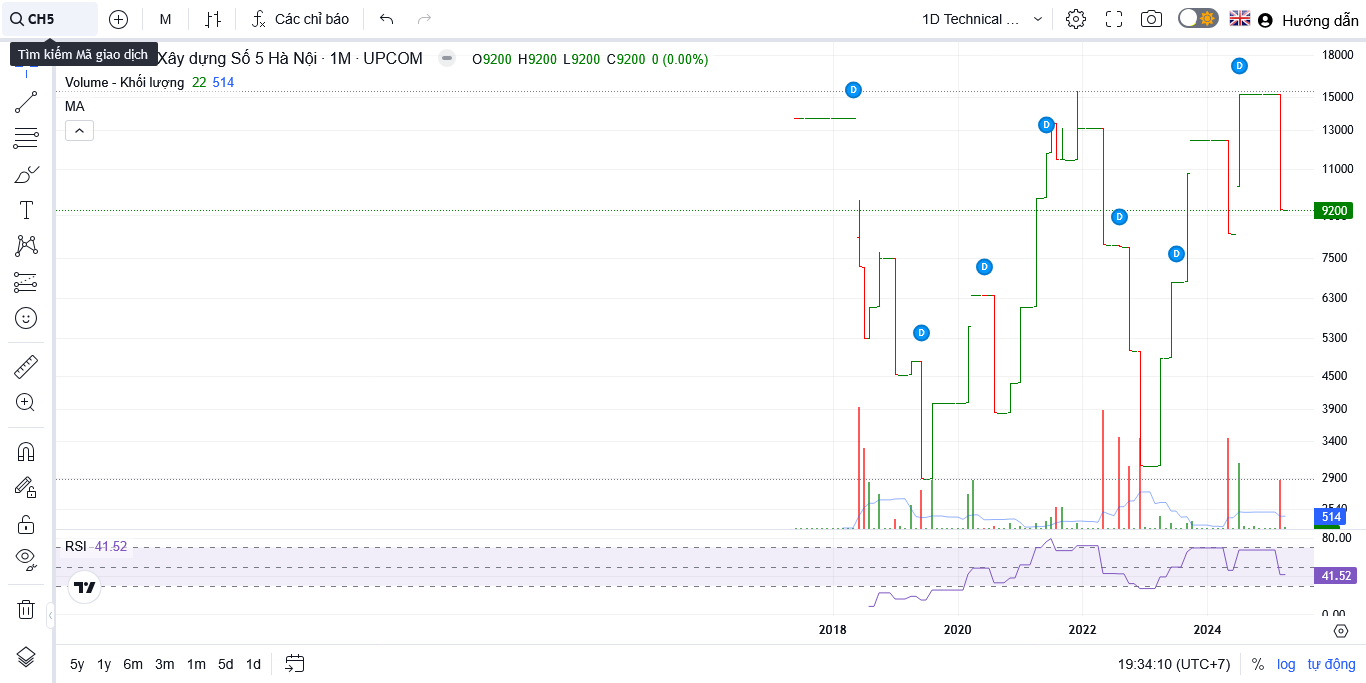 CH5
M
Các chỉ báo
1D Technical ...
Hướng dẫn
Tìm kiếm Mã giao dịch
Xây dựng Số 5 Hà Nội · 1M · UPCOM
O9200 H9200 L9200 C9200 0 (0.00%)
Volume - Khối lượng 22 514
MA
D
D
D
D
D
D
D
18000
15000
13000
11000
9200
7500
6300
5300
4500
3900
3400
2900
514
RSI 41.52
80.00
41.52
0.00
2018
2020
2022
2024
5y 1y 6m 3m 1m 5d 1d
19:34:10 (UTC+7)
% log tự động